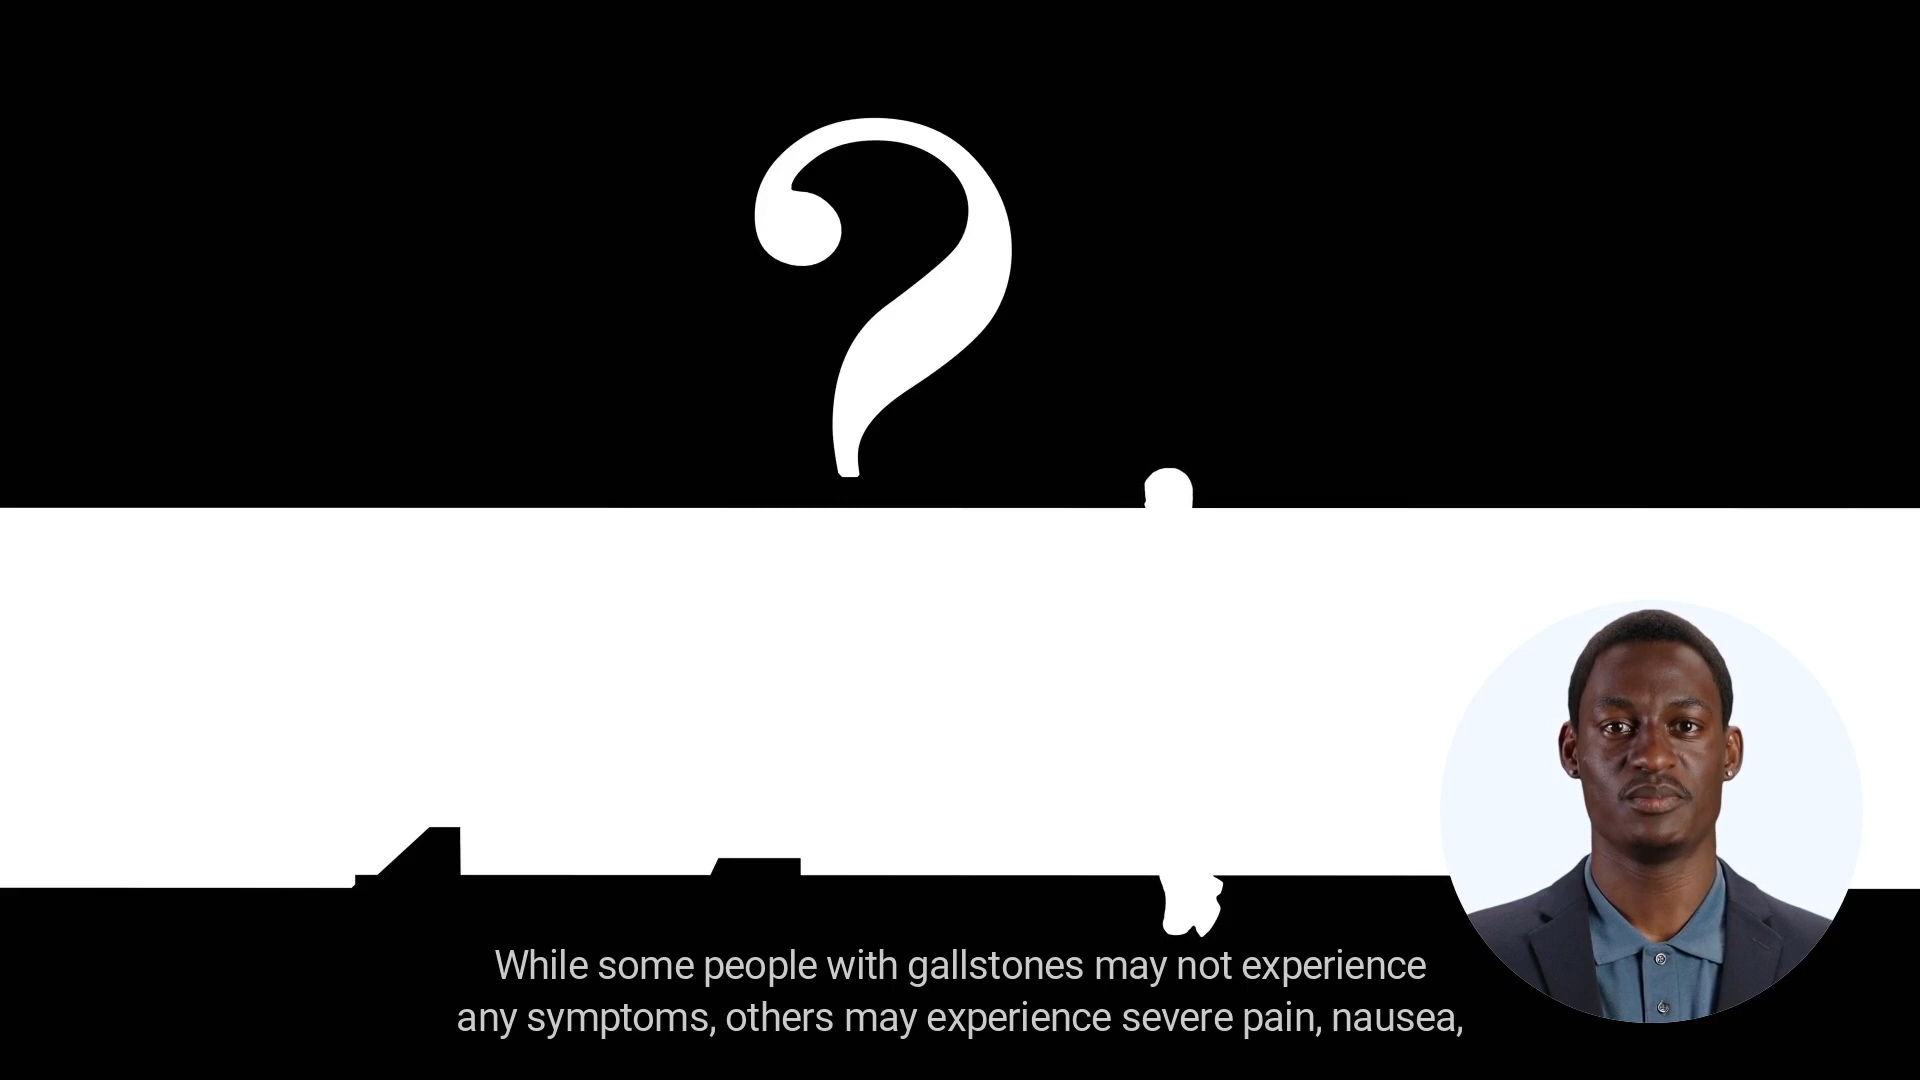 ?
While some people with gallstones may not experience
any symptoms, others may experience severe pain, nausea,